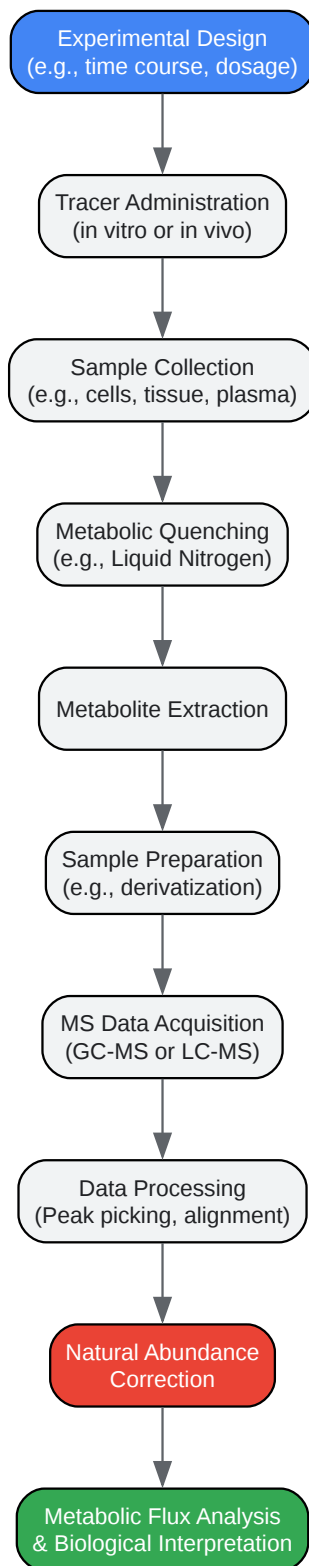 Experimental Design
(e.g., time course, dosage)
Tracer Administration
(in vitro or in vivo)
Sample Collection
(e.g., cells, tissue, plasma)
Metabolic Quenching
(e.g., Liquid Nitrogen)
Metabolite Extraction
Sample Preparation
(e.g., derivatization)
MS Data Acquisition
(GC-MS or LC-MS)
Data Processing
(Peak picking, alignment)
Natural Abundance
Correction
Metabolic Flux Analysis
& Biological Interpretation